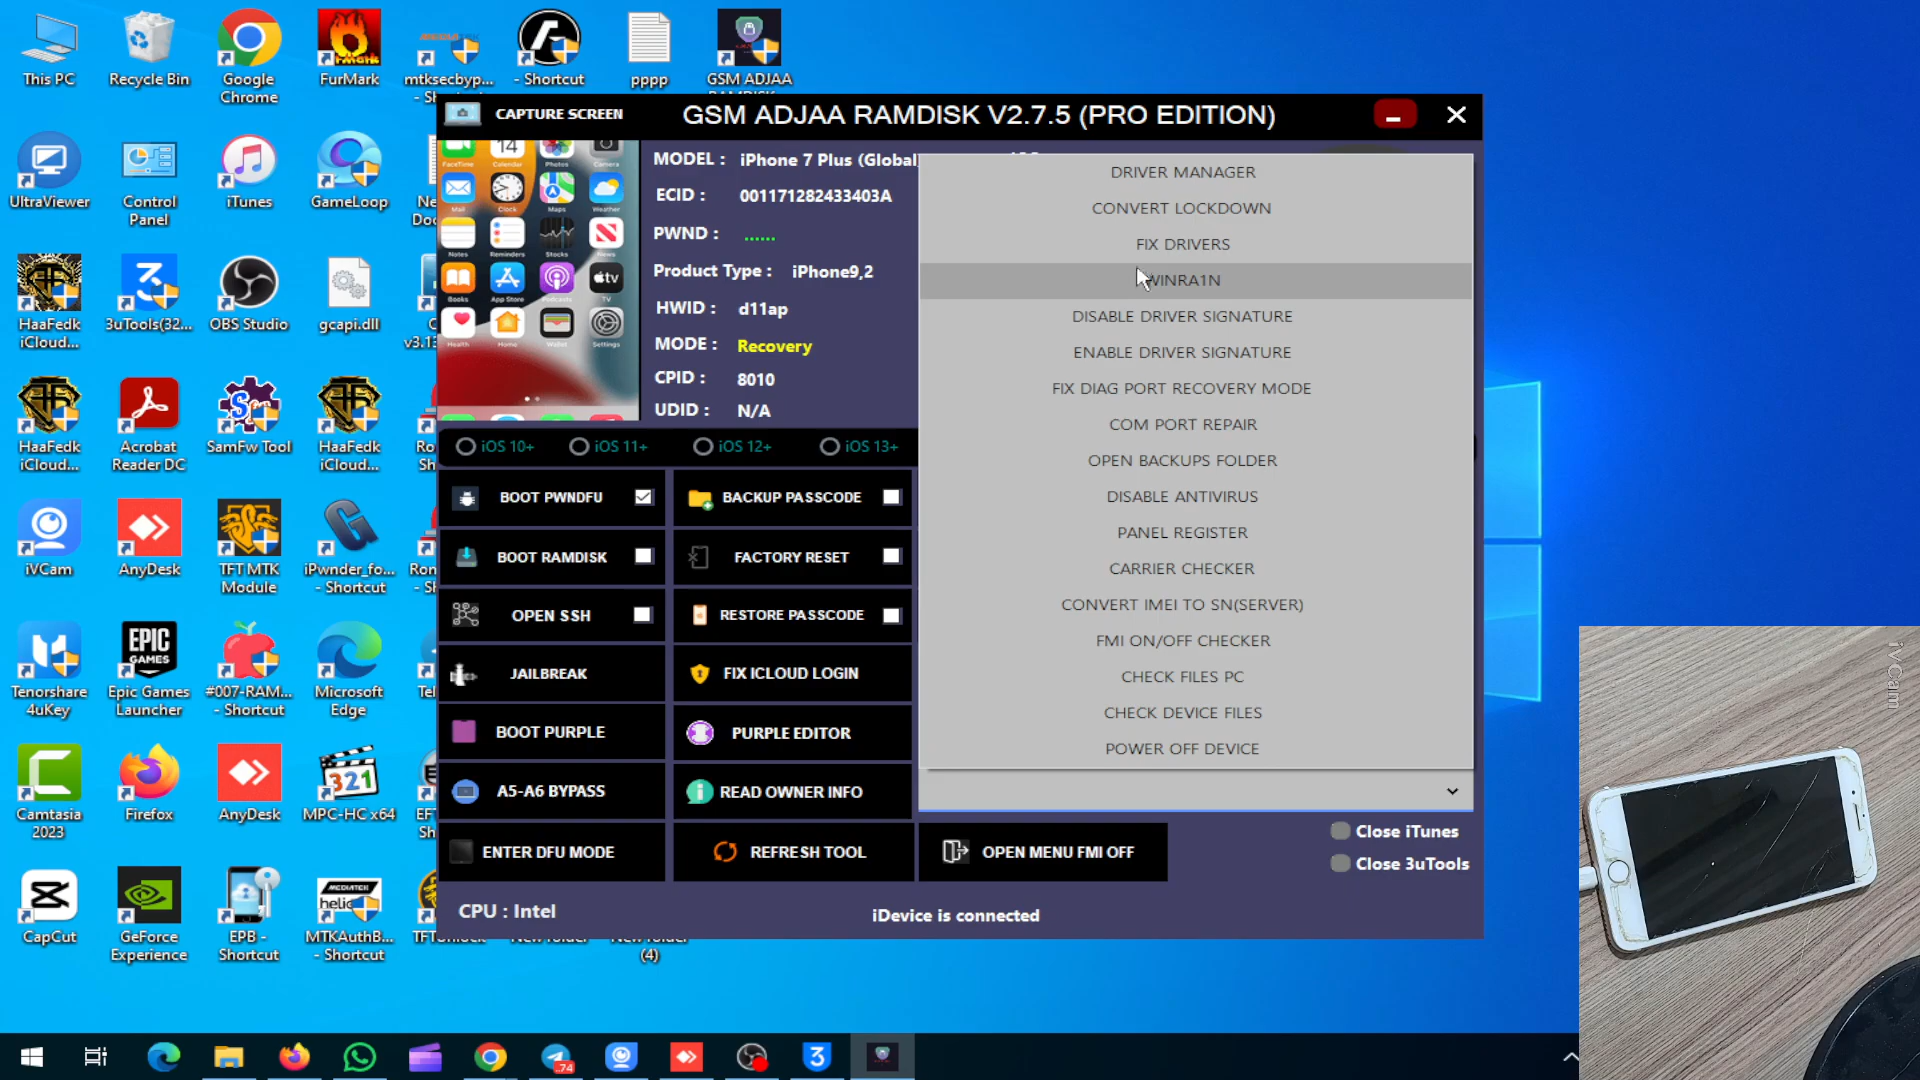 This PC
Recycle Bin
Google Chrome
FurMark
mtksecbyp...
- Shortcut
pppp
GSM ADJAA
UltraViewer
Control Panel
iTunes
GameLoop
HaaFedk iCloud...
3uTools(32...
OBS Studio
gcapi.dll
HaaFedk iCloud...
Acrobat Reader DC
SamFw Tool
HaaFedk iCloud...
iVCam
AnyDesk
TFT MTK Module
iPwnder_fo... - Shortcut
Tenorshare 4uKey
Epic Games Launcher
#007-RAM... - Shortcut
Microsoft Edge
Camtasia 2023
Firefox
AnyDesk
MPC-HC x64
CapCut
GeForce Experience
EPB - Shortcut
MTKAuthB... - Shortcut
(4)
CAPTURE SCREEN
GSM ADJAA RAMDISK V2.7.5 (PRO EDITION)
MODEL : iPhone 7 Plus (Global
ECID : 001171282433403A
PWND : ......
Product Type : iPhone9,2
HWID : d11ap
MODE : Recovery
CPID : 8010
UDID : N/A
iOS 10+
iOS 11+
iOS 12+
iOS 13+
BOOT PWNDFU
BACKUP PASSCODE
BOOT RAMDISK
FACTORY RESET
OPEN SSH
RESTORE PASSCODE
JAILBREAK
FIX ICLOUD LOGIN
BOOT PURPLE
PURPLE EDITOR
A5-A6 BYPASS
READ OWNER INFO
ENTER DFU MODE
REFRESH TOOL
OPEN MENU FMI OFF
DRIVER MANAGER
CONVERT LOCKDOWN
FIX DRIVERS
WINRA1N
DISABLE DRIVER SIGNATURE
ENABLE DRIVER SIGNATURE
FIX DIAG PORT RECOVERY MODE
COM PORT REPAIR
OPEN BACKUPS FOLDER
DISABLE ANTIVIRUS
PANEL REGISTER
CARRIER CHECKER
CONVERT IMEI TO SN(SERVER)
FMI ON/OFF CHECKER
CHECK FILES PC
CHECK DEVICE FILES
POWER OFF DEVICE
Close iTunes
Close 3uTools
CPU : Intel
iDevice is connected
iVCam
74